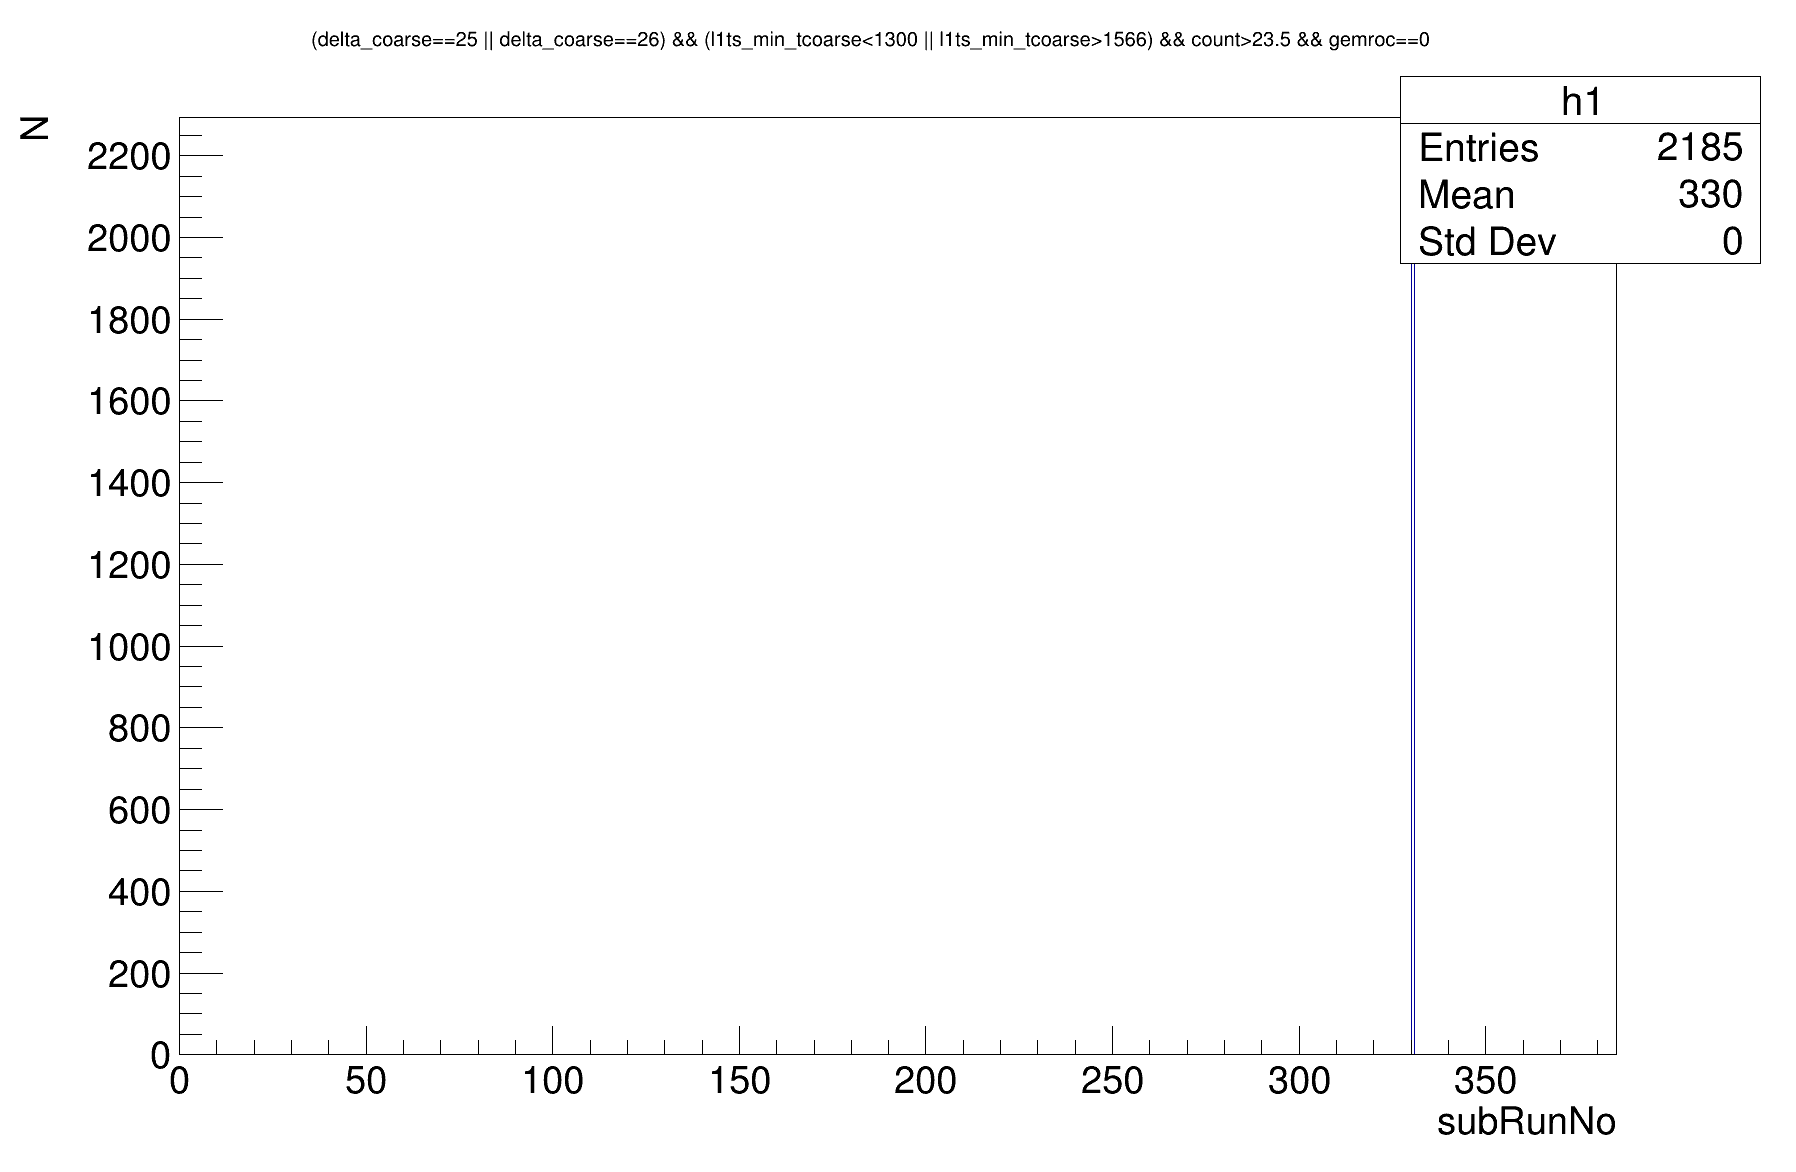 (delta_coarse==25 || delta_coarse==26) && (l1ts_min_tcoarse<1300 || l1ts_min_tcoarse>1566) && count>23.5 && gemroc==0
h1
Entries 2185
Mean 330
Std Dev 0
N
2200
2000
1800
1600
1400
1200
1000
800
600
400
200
0
0 50 100 150 200 250 300 350
subRunNo